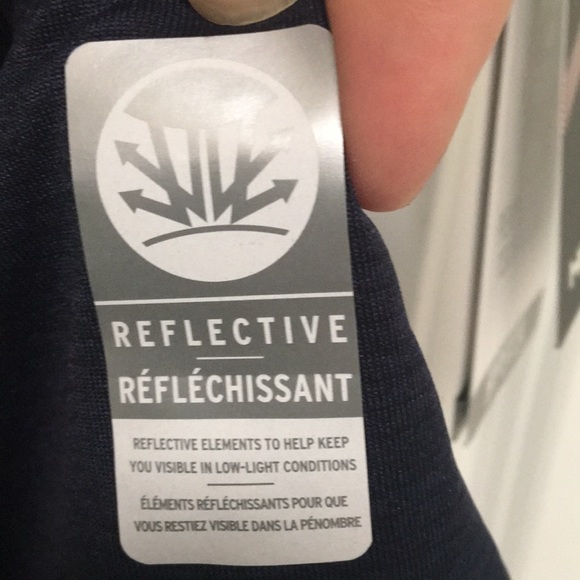 REFLECTIVE
RÉFLÉCHISSANT
REFLECTIVE ELEMENTS TO HELP KEEP
YOU VISIBLE IN LOW-LIGHT CONDITIONS
ÉLÉMENTS RÉFLÉCHISSANTS POUR QUE
VOUS RESTIEZ VISIBLE DANS LA PÉNOMBRE